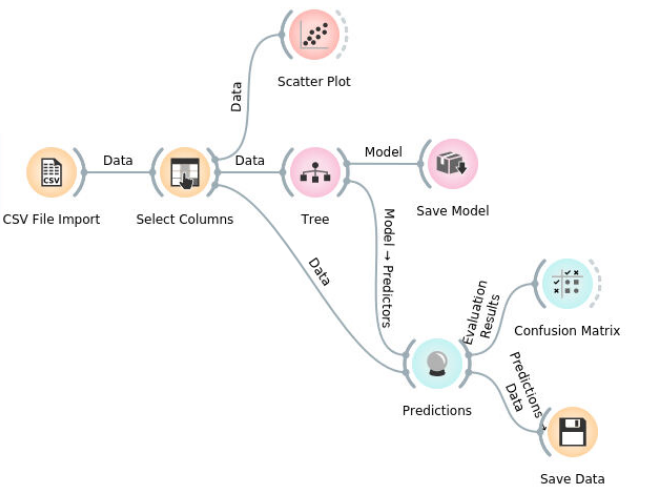 Scatter Plot
Data
CSV
Data
Data
Model
CSV File Import
Select Columns
Tree
Save Model
Data
Model → Predictors
Evaluation
Results
Confusion Matrix
Predictions
Data
Predictions
Save Data